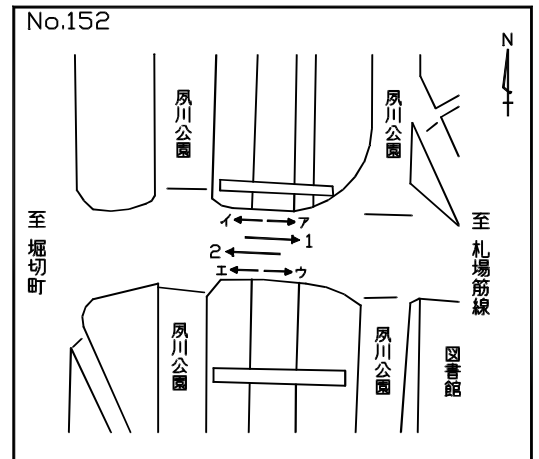 No.152
N
夙川公園
夙川公園
イ
ア
1
2
エ
ウ
至 堀切町
至 札場筋線
夙川公園
夙川公園
図書館